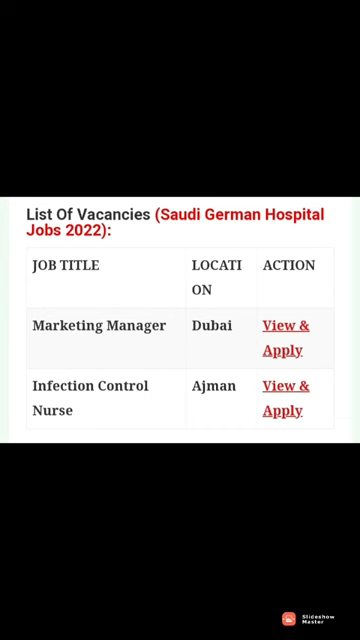 List Of Vacancies (Saudi German Hospital
Jobs 2022):
JOB TITLE LOCATI ACTION
ON
Marketing Manager Dubai View &
Apply
Infection Control Ajman View &
Nurse Apply
Slideshow
Master